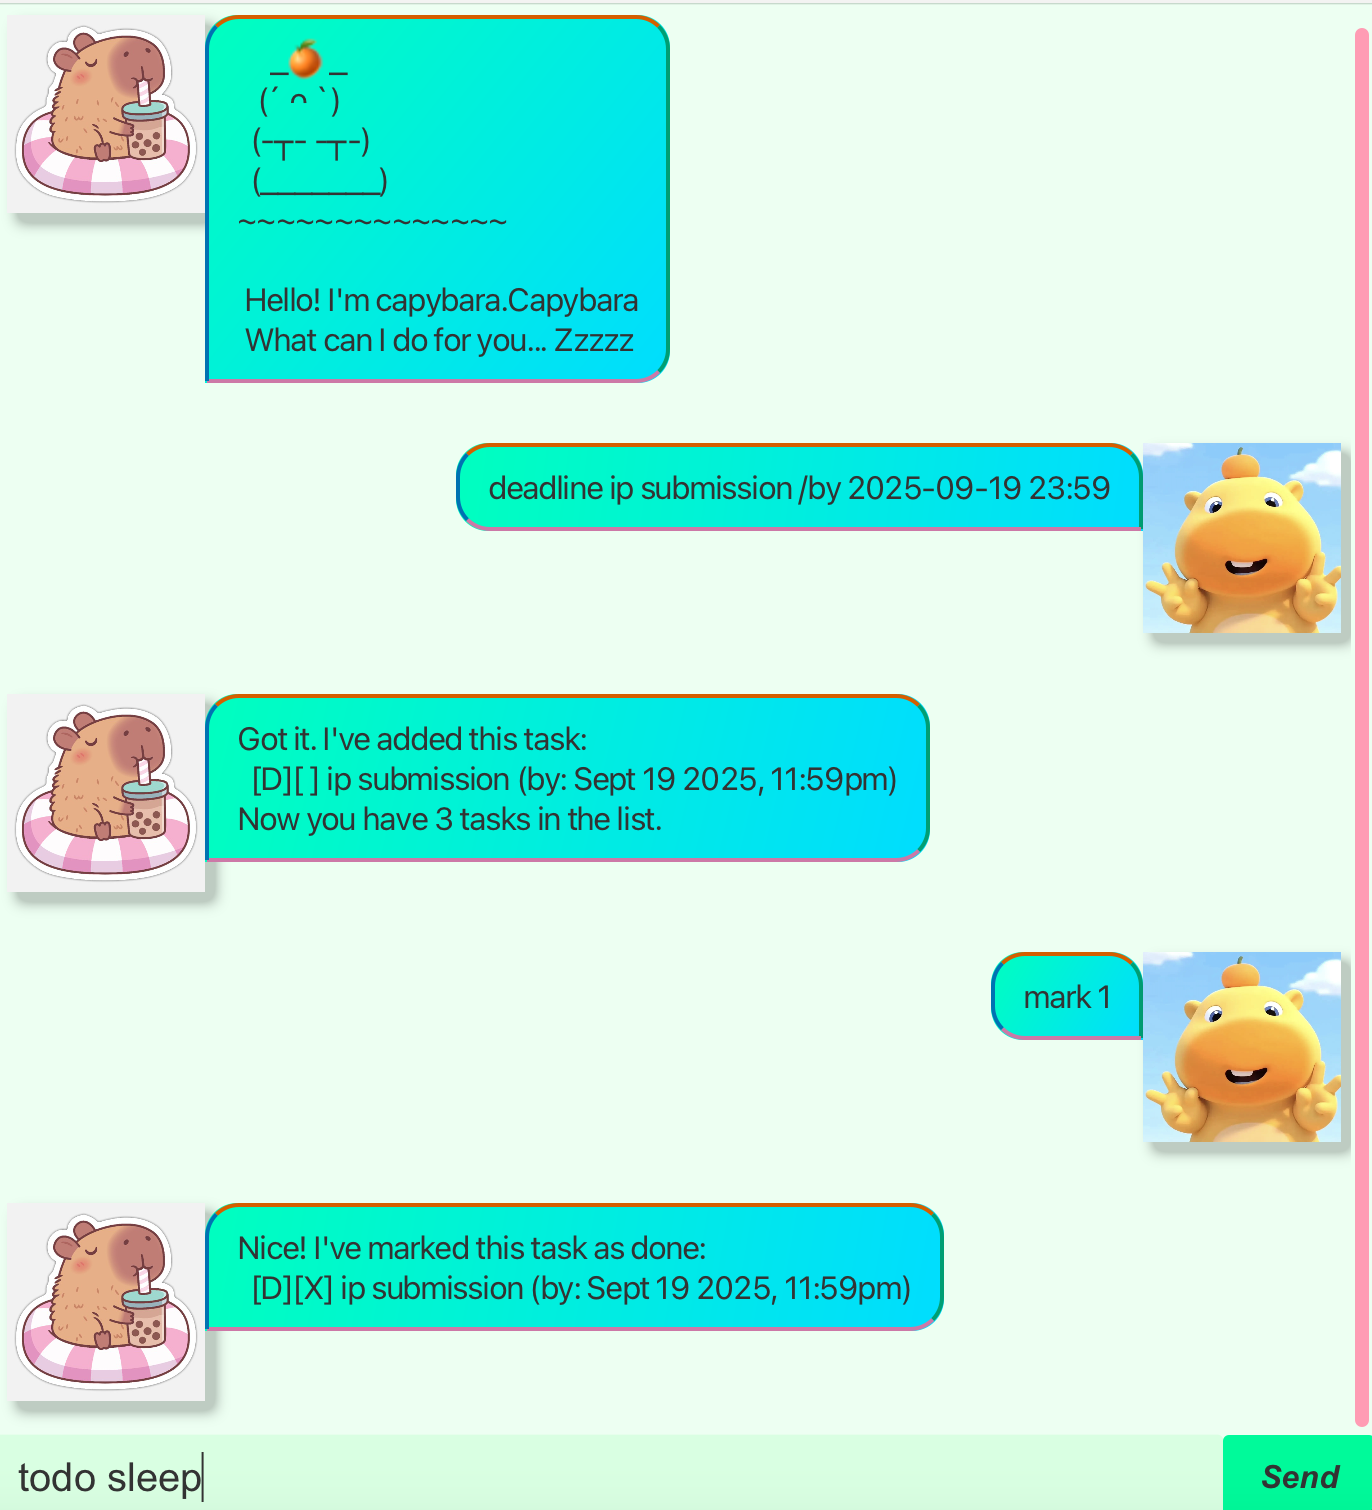 _🍊_
(´ ᴖ `)
(-┬- -┬-)
(_______)
~~~~~~~~~~~~~~
Hello! I'm capybara.Capybara
What can I do for you... Zzzzz
deadline ip submission /by 2025-09-19 23:59
Got it. I've added this task:
[D][ ] ip submission (by: Sept 19 2025, 11:59pm)
Now you have 3 tasks in the list.
mark 1
Nice! I've marked this task as done:
[D][X] ip submission (by: Sept 19 2025, 11:59pm)
todo sleep
Send